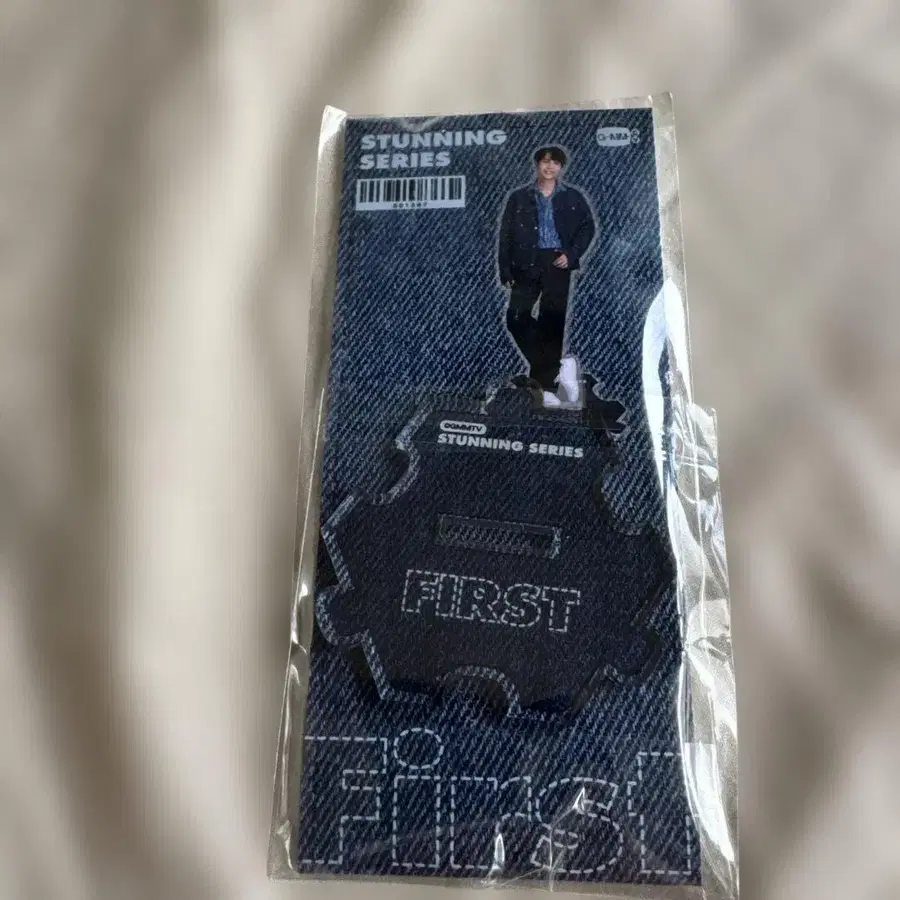 STUNNING
SERIES
GMMTV
STUNNING SERIES
FIRST
First